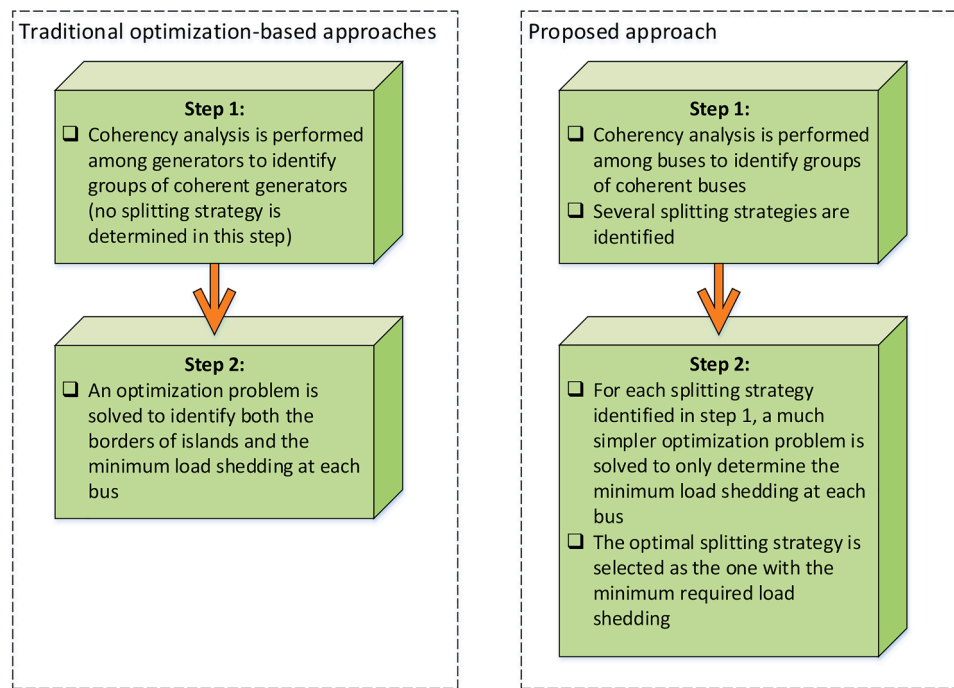 Traditional optimization-based approaches
Step 1:
❑ Coherency analysis is performed
among generators to identify
groups of coherent generators
(no splitting strategy is
determined in this step)
Step 2:
❑ An optimization problem is
solved to identify both the
borders of islands and the
minimum load shedding at each
bus
Proposed approach
Step 1:
❑ Coherency analysis is performed
among buses to identify groups
of coherent buses
❑ Several splitting strategies are
identified
Step 2:
❑ For each splitting strategy
identified in step 1, a much
simpler optimization problem is
solved to only determine the
minimum load shedding at each
bus
❑ The optimal splitting strategy is
selected as the one with the
minimum required load
shedding